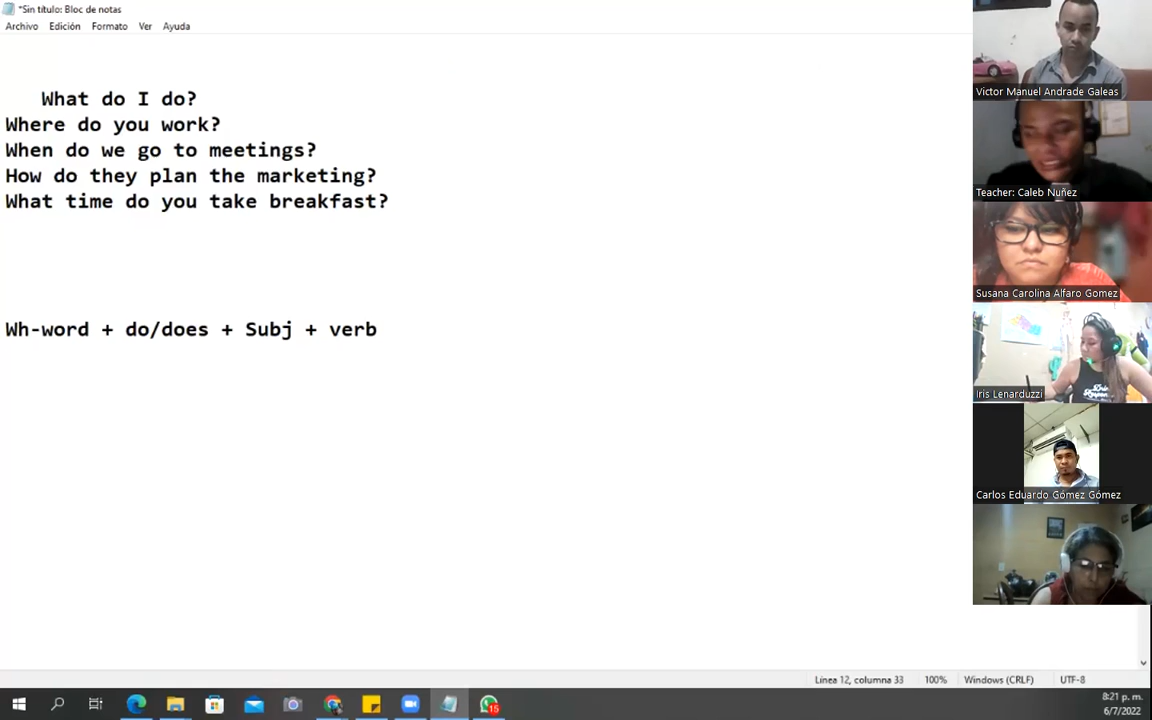 *Sin título: Bloc de notas
Archivo Edición Formato Ver Ayuda
What do I do?
Where do you work?
When do we go to meetings?
How do they plan the marketing?
What time do you take breakfast?
Wh-word + do/does + Subj + verb
Victor Manuel Andrade Galeas
Teacher: Caleb Nuñez
Susana Carolina Alfaro Gomez
Iris Lenarduzzi
Carlos Eduardo Gómez Gómez
Línea 12, columna 33 100% Windows (CRLF) UTF-8
15
8:21 p. m.
6/7/2022